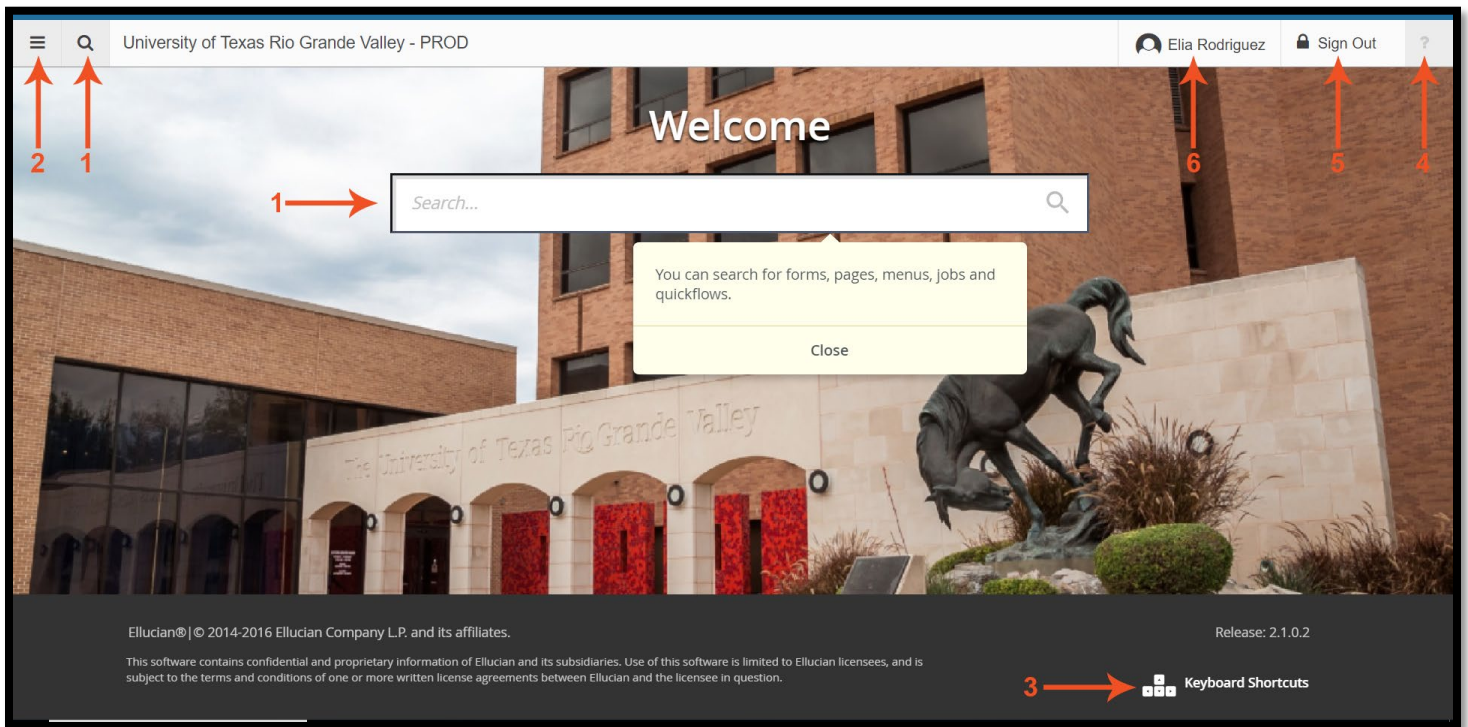 University of Texas Rio Grande Valley - PROD
Elia Rodriguez
Sign Out
?
2
1
6
5
4
Welcome
1
Search...
You can search for forms, pages, menus, jobs and
quickflows.
Close
The University of Texas Rio Grande Valley
Ellucian®|© 2014-2016 Ellucian Company L.P. and its affiliates.
Release: 2.1.0.2
This software contains confidential and proprietary information of Ellucian and its subsidiaries. Use of this software is limited to Ellucian licensees, and is
subject to the terms and conditions of one or more written license agreements between Ellucian and the licensee in question.
3
Keyboard Shortcuts